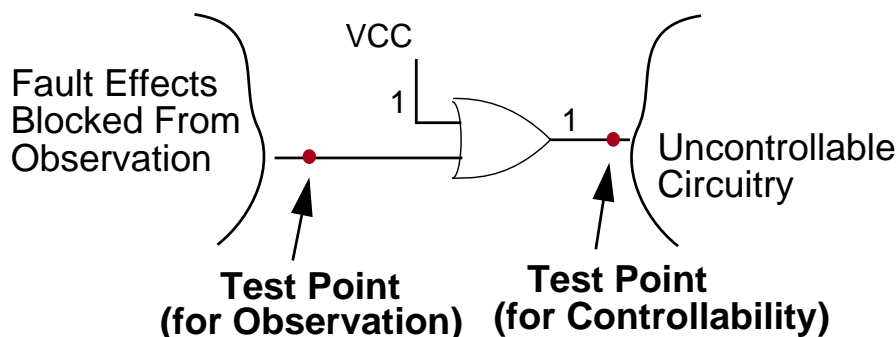 VCC
Fault Effects
Blocked From
Observation
1
1
Uncontrollable
Circuitry
Test Point
(for Observation)
Test Point
(for Controllability)